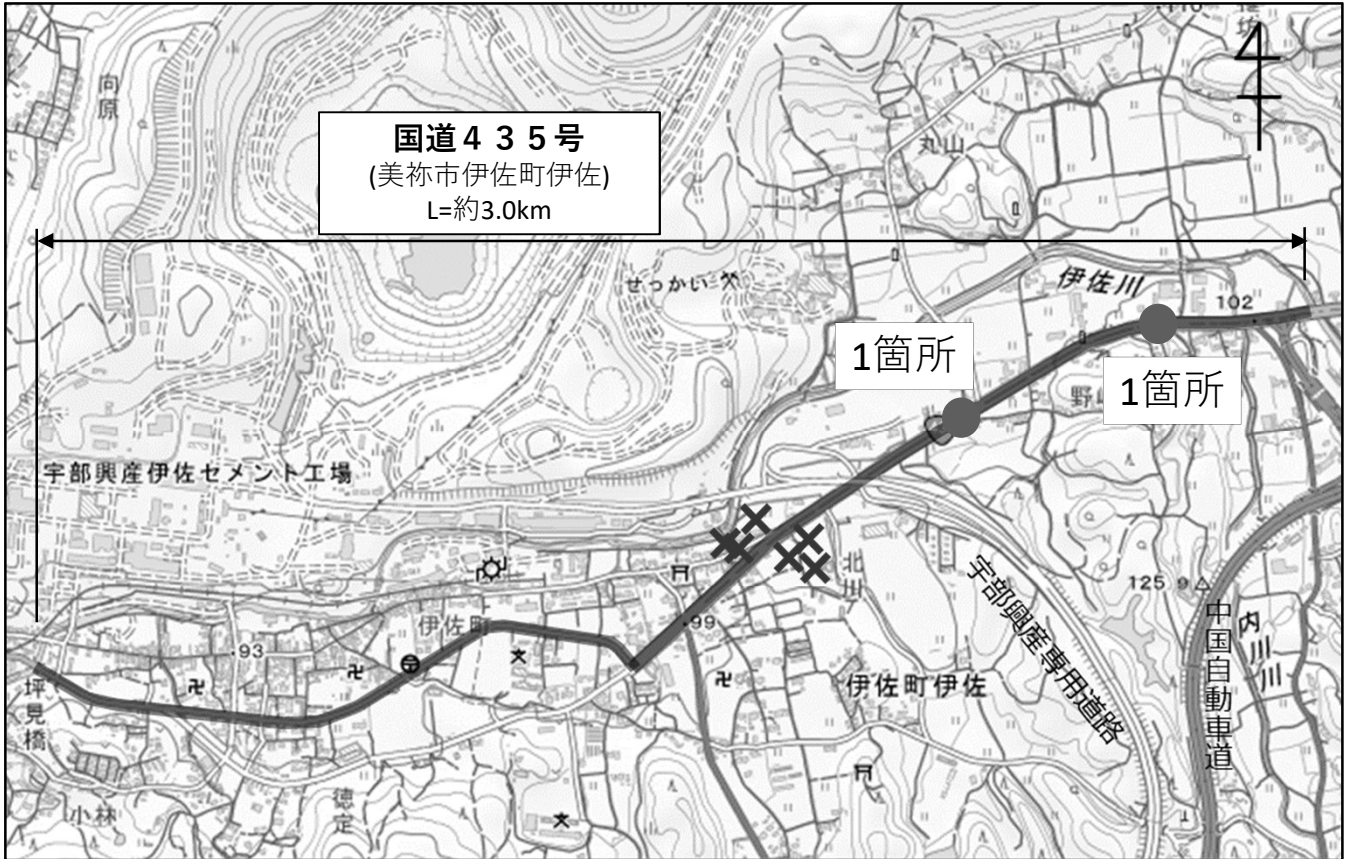 向原
国道４３５号
(美祢市伊佐町伊佐)
L=約3.0km
丸山
せっかい
伊佐川
102
1箇所
1箇所
宇部興産伊佐セメント工場
北川
125
中国自動車道
内川川
宇部興産専用道路
伊佐町
99
93
伊佐町伊佐
坪見橋
小林
徳定